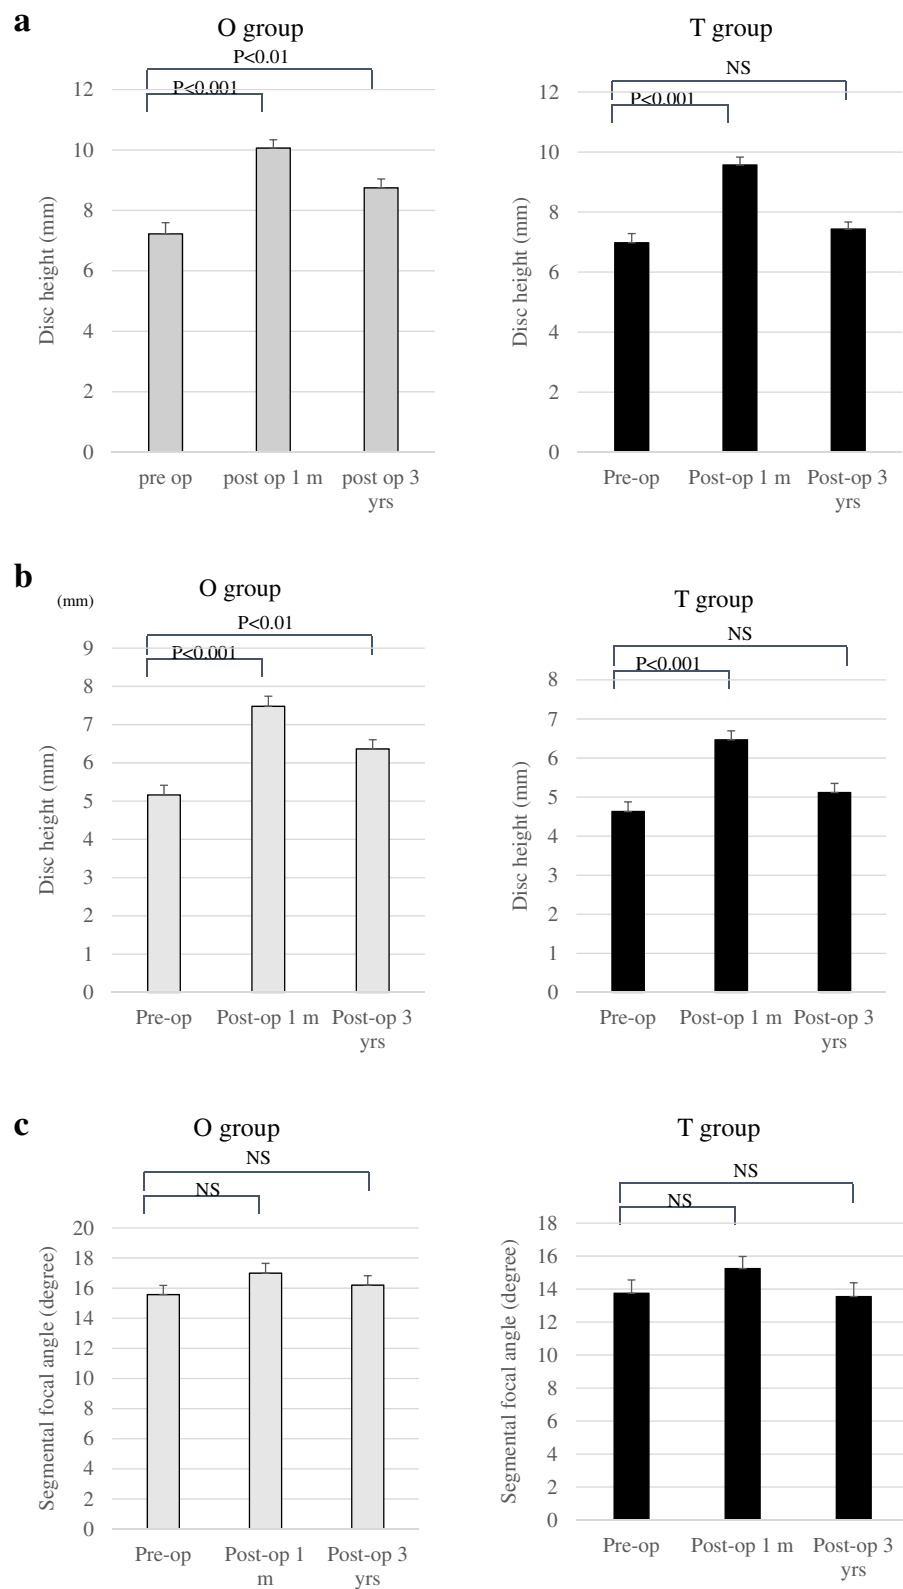 a
O group
P<0.01
P<0.001
12
10
8
6
4
2
0
Disc height (mm)
pre op
post op 1 m
post op 3
yrs
T group
NS
P<0.001
12
10
8
6
4
2
0
Disc height (mm)
Pre-op
Post-op 1 m
Post-op 3
yrs
b
(mm)
O group
P<0.01
P<0.001
9
8
7
6
5
4
3
2
1
0
Disc height (mm)
Pre-op
Post-op 1 m
Post-op 3
yrs
T group
NS
P<0.001
8
7
6
5
4
3
2
1
0
Disc height (mm)
Pre-op
Post-op 1 m
Post-op 3
yrs
c
O group
NS
NS
20
18
16
14
12
10
8
6
4
2
0
Segmental focal angle (degree)
Pre-op
Post-op 1
m
Post-op 3
yrs
T group
NS
NS
18
16
14
12
10
8
6
4
2
0
Segmental focal angle (degree)
Pre-op
Post-op 1 m
Post-op 3
yrs